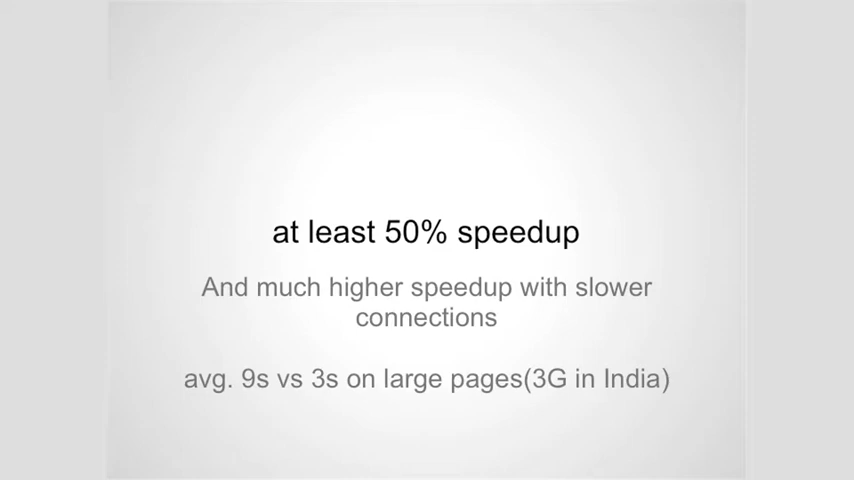 at least 50% speedup
And much higher speedup with slower
connections
avg. 9s vs 3s on large pages(3G in India)